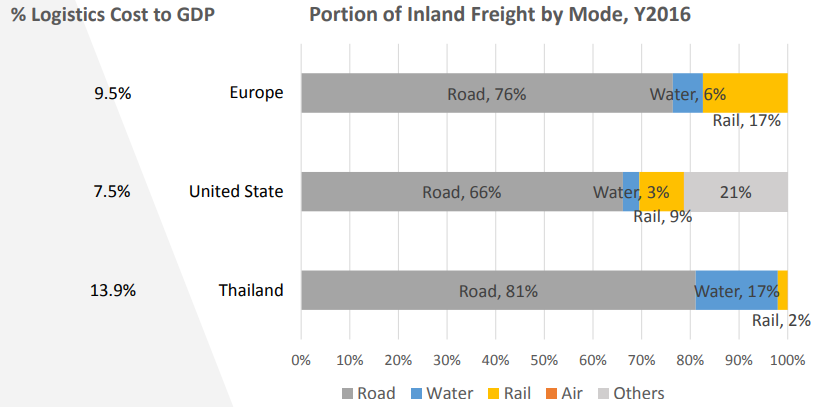 % Logistics Cost to GDP
Portion of Inland Freight by Mode, Y2016
9.5%
Europe
Road, 76%
Water, 6%
Rail, 17%
7.5%
United State
Road, 66%
Water, 3%
21%
Rail, 9%
13.9%
Thailand
Road, 81%
Water, 17%
Rail, 2%
0% 10% 20% 30% 40% 50% 60% 70% 80% 90% 100%
Road Water Rail Air Others